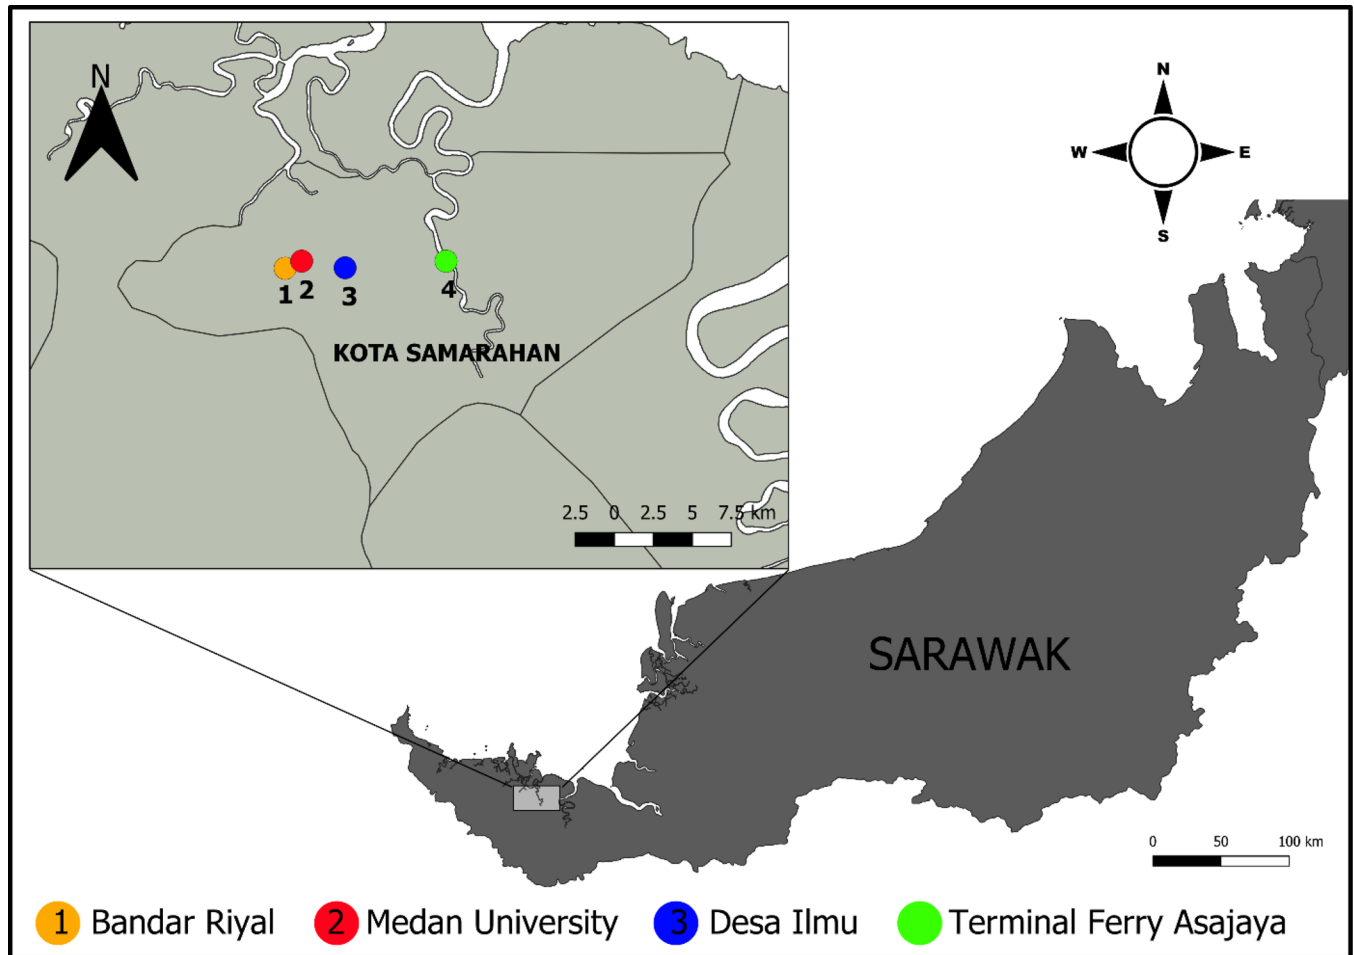 N
N
W E
S
1 2 3 4
KOTA SAMARAHAN
2.5 0 2.5 5 7.5 km
SARAWAK
0 50 100 km
1 Bandar Riyal 2 Medan University 3 Desa Ilmu Terminal Ferry Asajaya